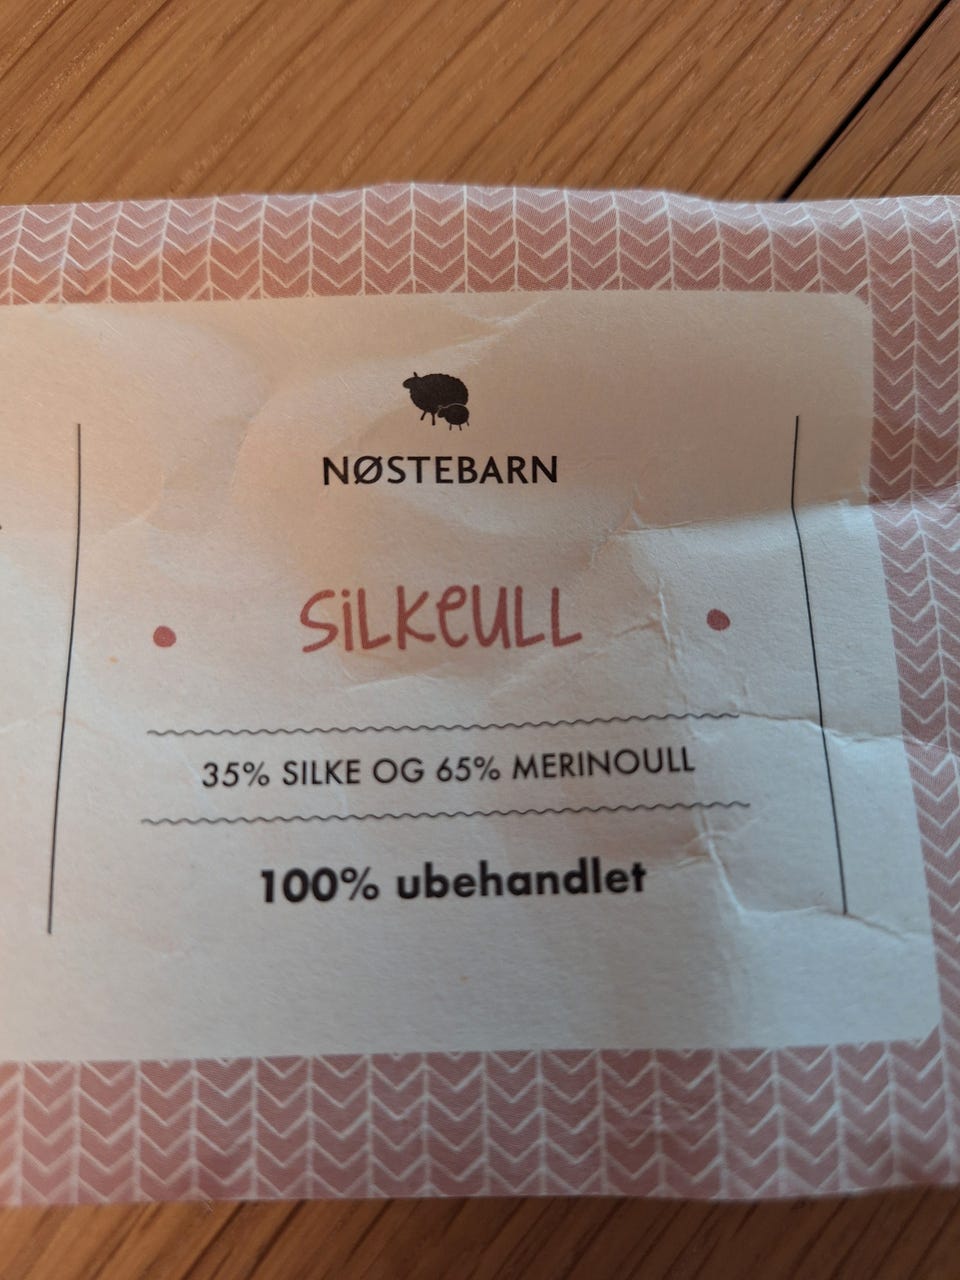 NØSTEBARN
SiLKeULL
35% SILKE OG 65% MERINOULL
100% ubehandlet